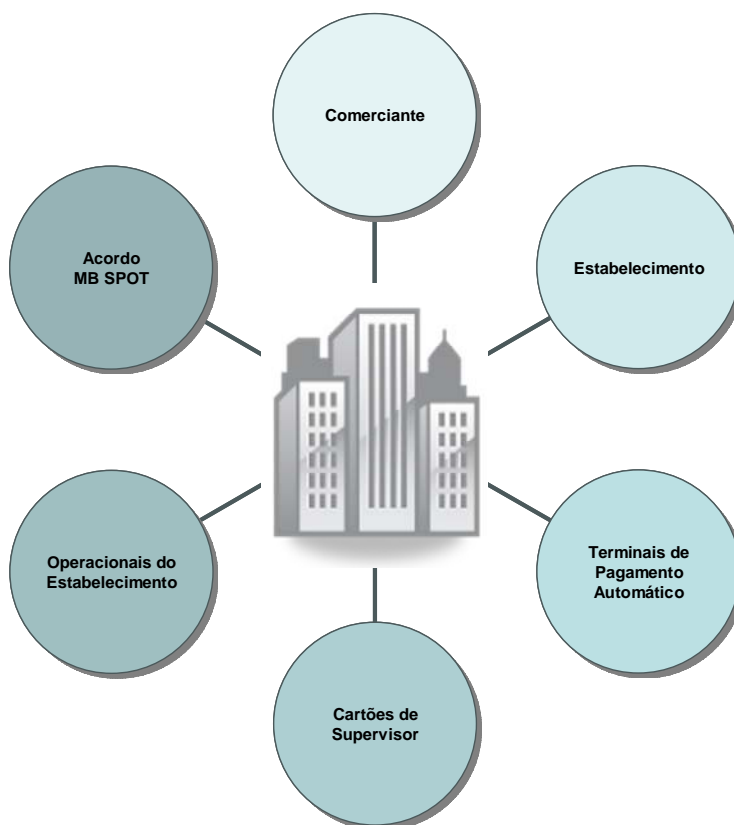 Comerciante
Acordo
MB SPOT
Estabelecimento
Operacionais do
Estabelecimento
Terminais de
Pagamento
Automático
Cartões de
Supervisor